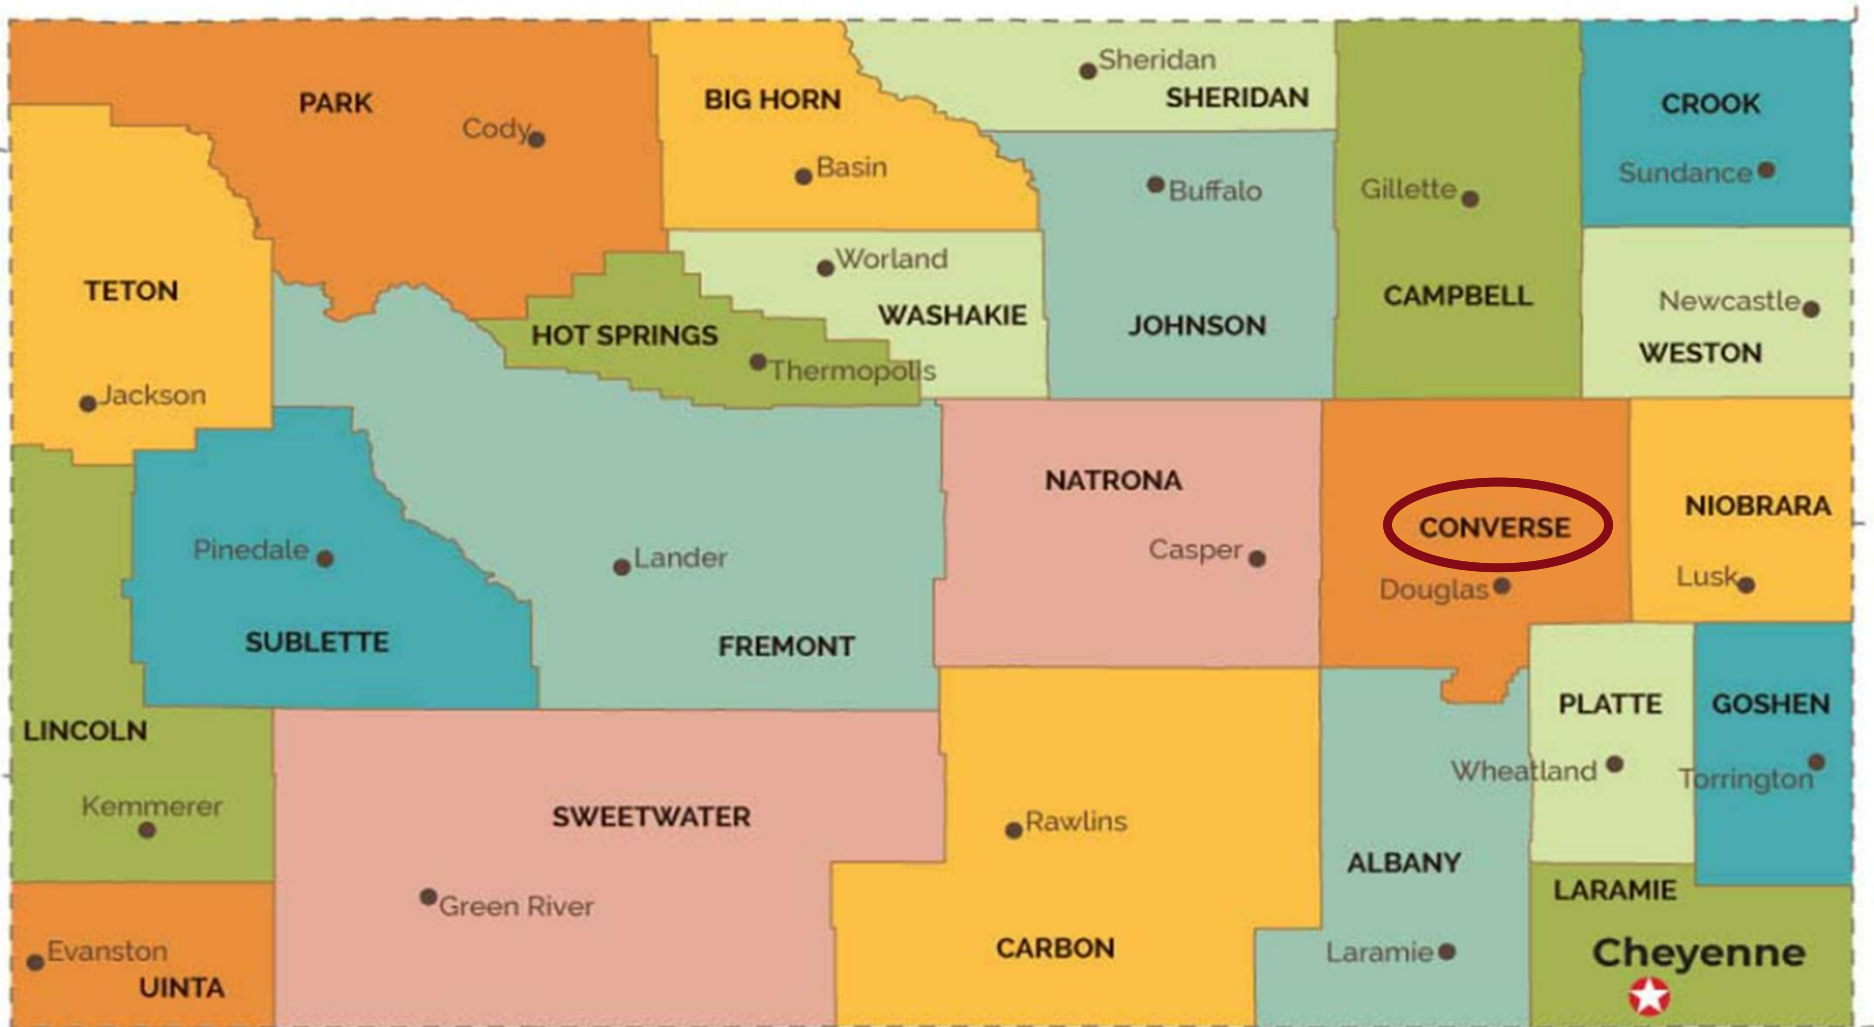 Sheridan
PARK
BIG HORN
SHERIDAN
CROOK
Cody
Basin
Buffalo
Gillette
Sundance
Worland
TETON
WASHAKIE
CAMPBELL
Newcastle
HOT SPRINGS
JOHNSON
WESTON
Thermopolis
Jackson
NATRONA
NIOBRARA
CONVERSE
Pinedale
Lander
Casper
Douglas
Lusk
SUBLETTE
FREMONT
PLATTE
GOSHEN
LINCOLN
Wheatland
Torrington
Kemmerer
SWEETWATER
Rawlins
ALBANY
LARAMIE
Green River
Evanston
CARBON
Laramie
Cheyenne
UINTA